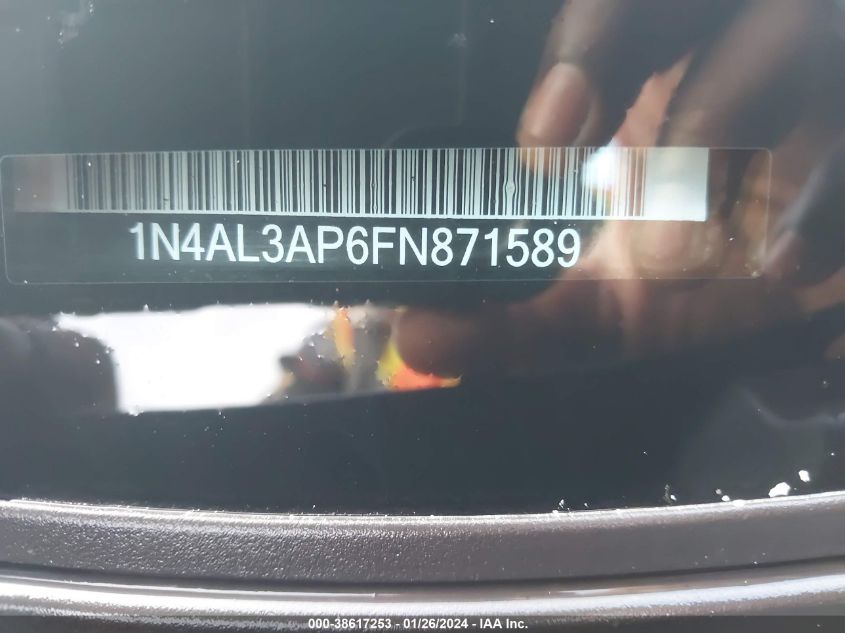 1N4AL3AP6FN871589
000-38617253 - 01/26/2024 - IAA Inc.